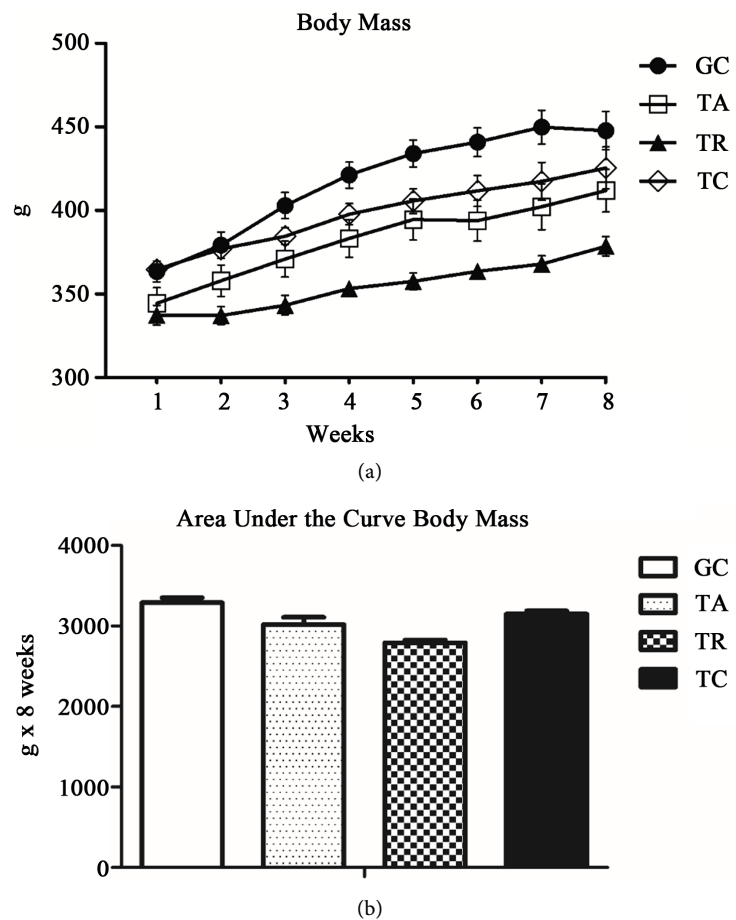 Body Mass
500
450
400
350
300
g
1 2 3 4 5 6 7 8
Weeks
GC
TA
TR
TC
(a)
Area Under the Curve Body Mass
4000
3000
2000
1000
0
g x 8 weeks
GC
TA
TR
TC
(b)